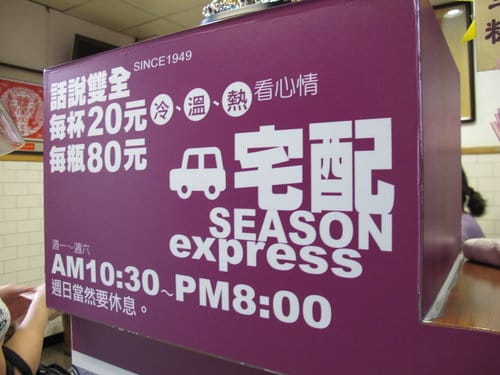 話說雙全
SINCE1949
每杯20元 冷、溫、熱 看心情
每瓶80元
宅配
SEASON
express
週一～週六
AM10:30～PM8:00
週日當然要休息。